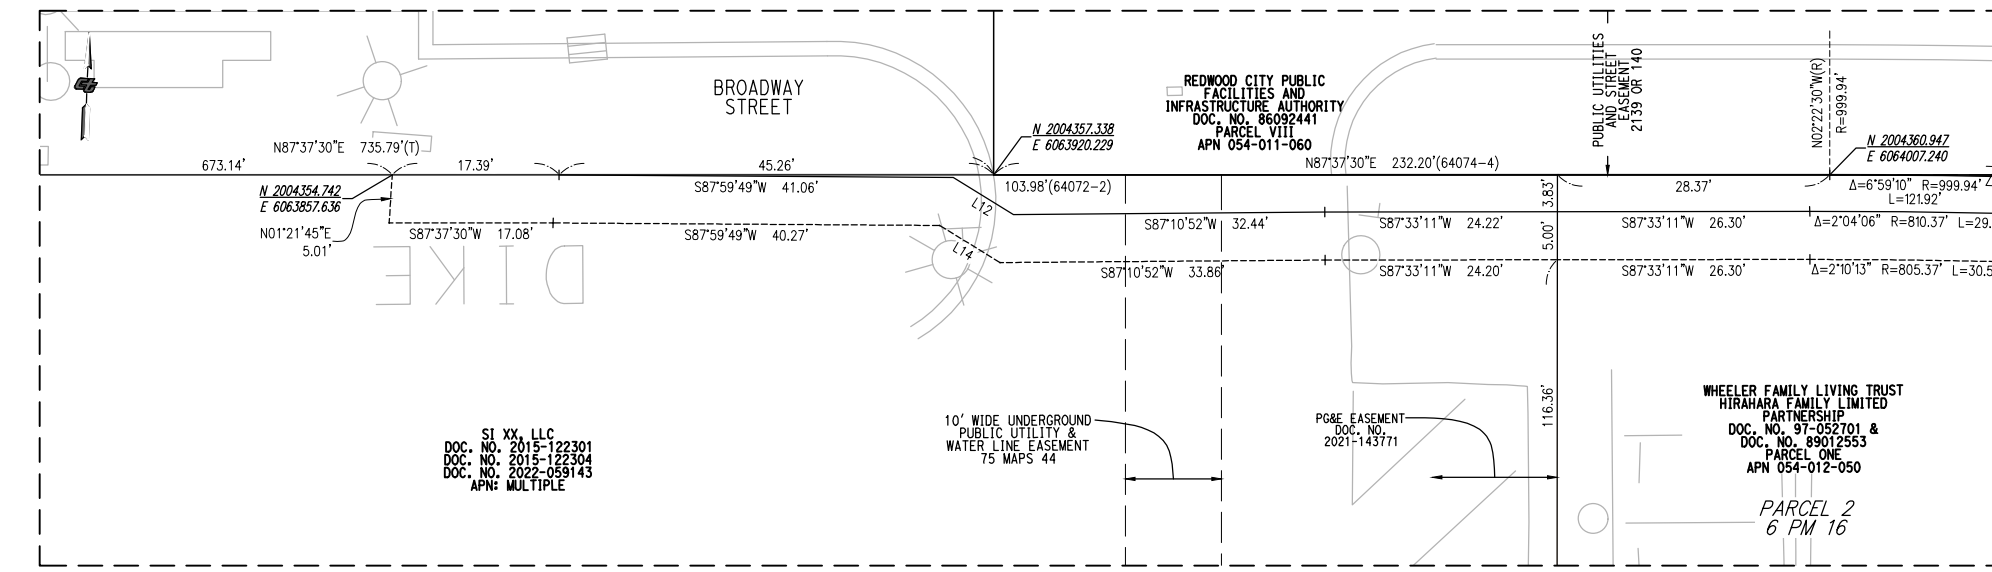 BROADWAY
STREET
REDWOOD CITY PUBLIC
FACILITIES AND
INFRASTRUCTURE AUTHORITY
DOC. NO. 86092441
PARCEL VIII
APN 054-011-060
PUBLIC UTILITIES
AND STREET
EASEMENT
2139 OR 140
N02°22'30"W(R)
R=999.94'
N 2004357.338
E 6063920.229
N 2004360.947
E 6064007.240
N87°37'30"E 735.79'(T)
673.14'
17.39'
45.26'
N87°37'30"E 232.20'(64074-4)
N 2004354.742
E 6063857.636
S87°59'49"W 41.06'
103.98'(64072-2)
3.83'
28.37'
Δ=6°59'10" R=999.94'
L=121.92'
L12
N01°21'45"E
5.01'
S87°37'30"W 17.08'
S87°59'49"W 40.27'
S87°10'52"W 32.44'
S87°33'11"W 24.22'
5.00'
S87°33'11"W 26.30'
Δ=2°04'06" R=810.37' L=29.
L14
S87°10'52"W 33.86'
S87°33'11"W 24.20'
S87°33'11"W 26.30'
Δ=2°10'13" R=805.37' L=30.5
DIKE
116.36'
SI XX, LLC
DOC. NO. 2015-122301
DOC. NO. 2015-122304
DOC. NO. 2022-059143
APN: MULTIPLE
10' WIDE UNDERGROUND
PUBLIC UTILITY &
WATER LINE EASEMENT
75 MAPS 44
PG&E EASEMENT
DOC. NO.
2021-143771
WHEELER FAMILY LIVING TRUST
HIRAHARA FAMILY LIMITED
PARTNERSHIP
DOC. NO. 97-052701 &
DOC. NO. 89012553
PARCEL ONE
APN 054-012-050
PARCEL 2
6 PM 16